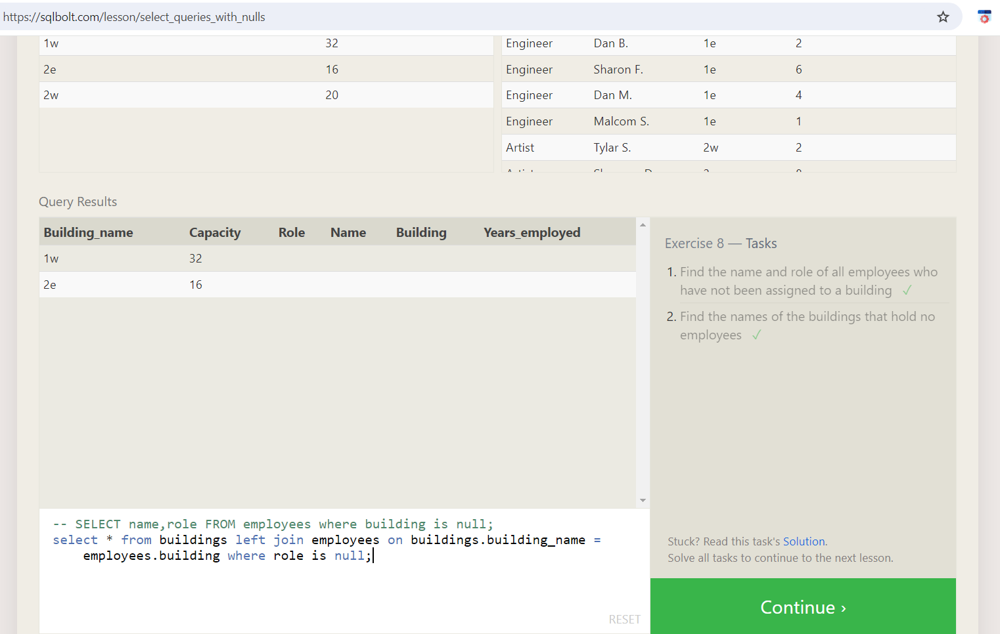 https://sqlbolt.com/lesson/select_queries_with_nulls
1w 32
2e 16
2w 20
Engineer Dan B. 1e 2
Engineer Sharon F. 1e 6
Engineer Dan M. 1e 4
Engineer Malcom S. 1e 1
Artist Tylar S. 2w 2
Query Results
Building_name Capacity Role Name Building Years_employed
1w 32
2e 16
-- SELECT name,role FROM employees where building is null;
select * from buildings left join employees on buildings.building_name =
employees.building where role is null;
RESET
Exercise 8 — Tasks
1. Find the name and role of all employees who
have not been assigned to a building ✓
2. Find the names of the buildings that hold no
employees ✓
Stuck? Read this task's Solution.
Solve all tasks to continue to the next lesson.
Continue ›